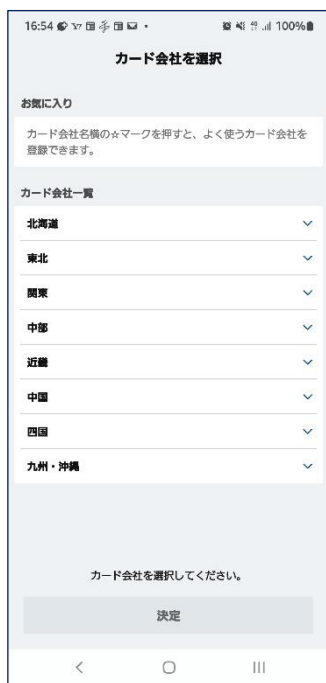 16:54
100%
カード会社を選択
お気に入り
カード会社名横の☆マークを押すと、よく使うカード会社を
登録できます。
カード会社一覧
北海道
東北
関東
中部
近畿
中国
四国
九州・沖縄
カード会社を選択してください。
決定